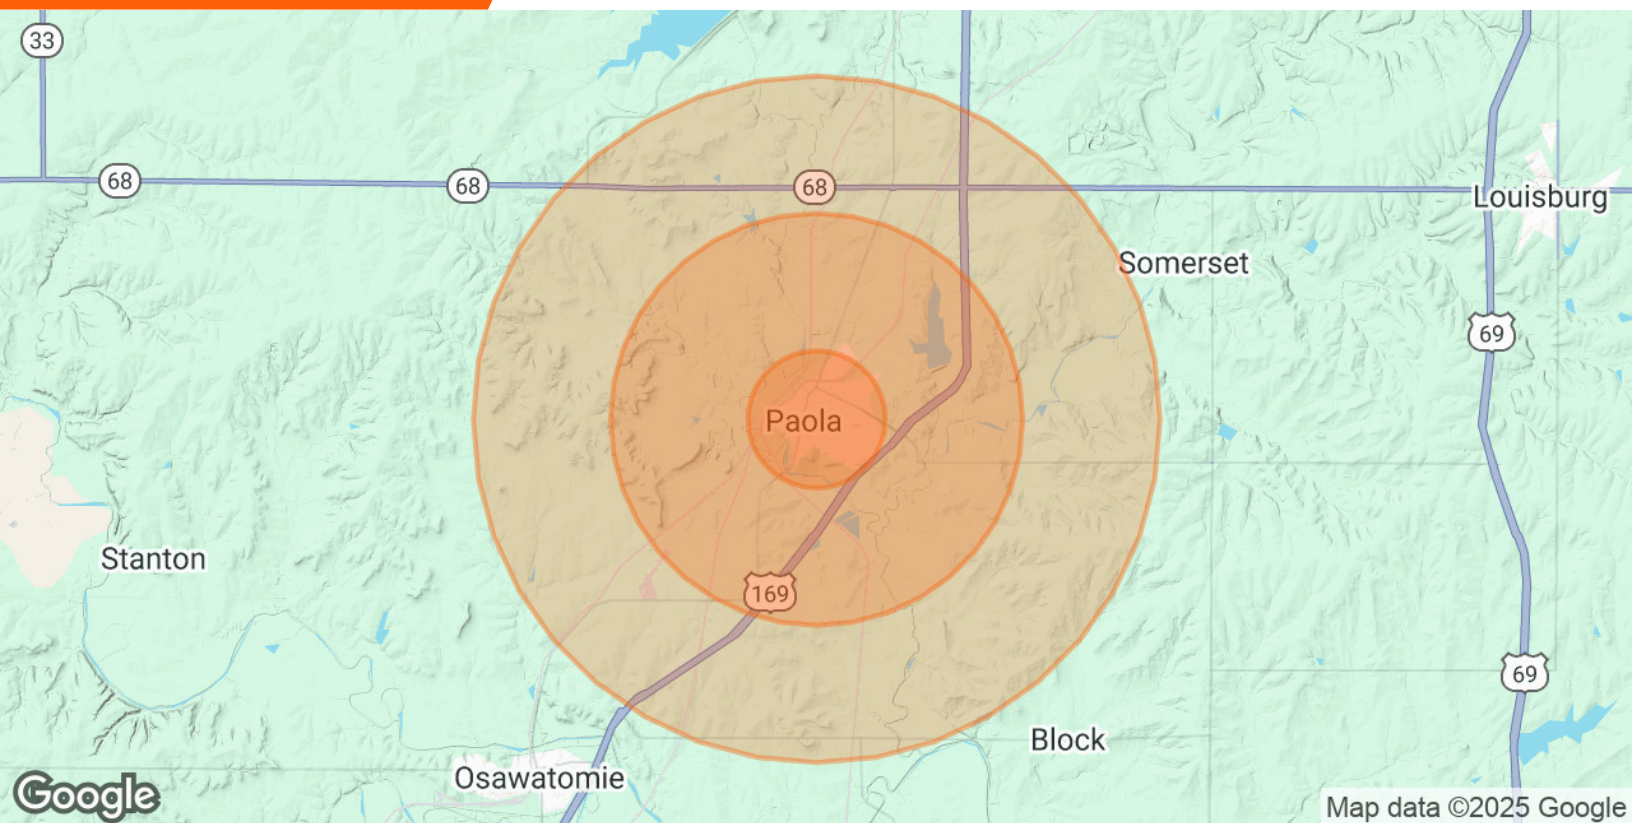 33
68
68
68
Louisburg
Somerset
69
Paola
Stanton
169
69
Block
Osawatomie
Google
Map data ©2025 Google